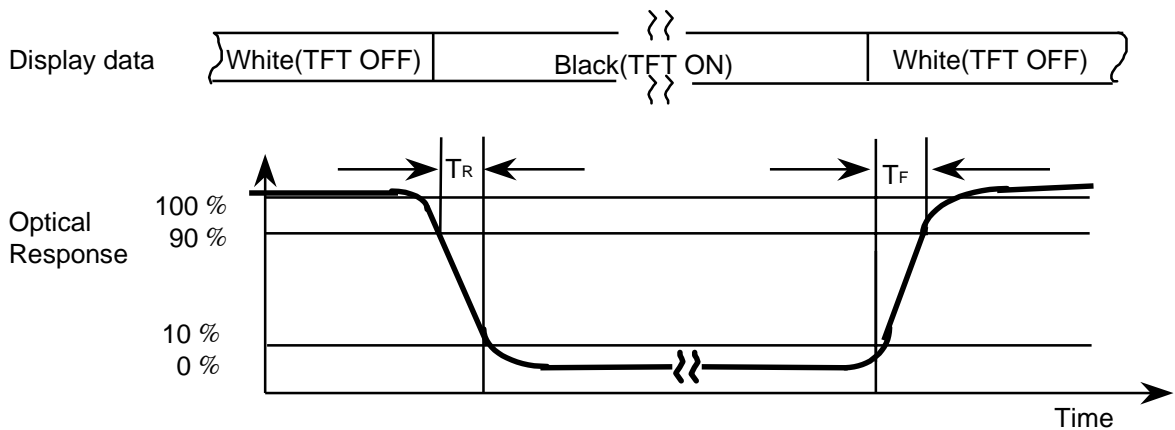 Display data
White(TFT OFF)
Black(TFT ON)
White(TFT OFF)
TR
TF
Optical
Response
100 %
90 %
10 %
0 %
Time